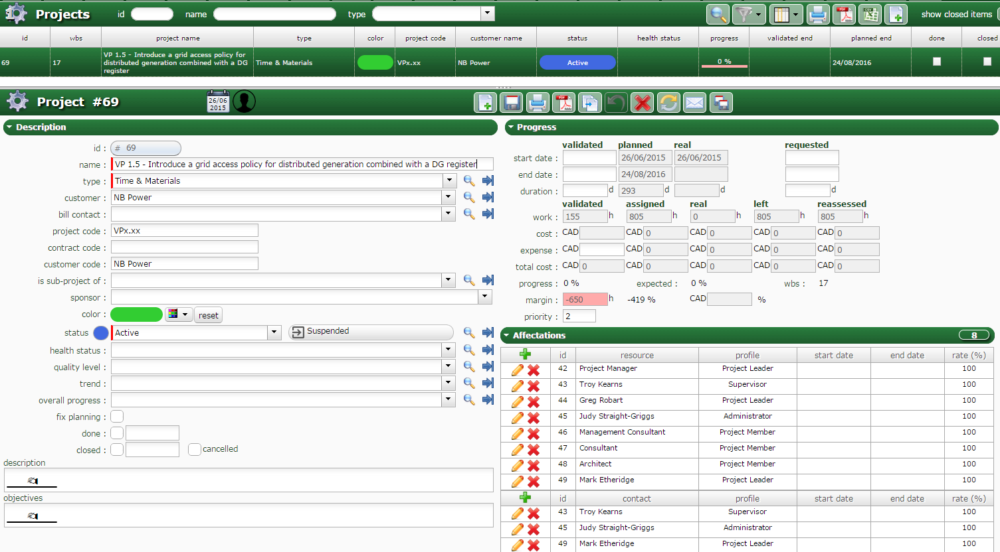 Projects id name type show closed items
id wbs project name type color project code customer name status health status progress validated end planned end done closed
69 17 VP 1.5 - Introduce a grid access policy for distributed generation combined with a DG register Time & Materials VPx.xx NB Power Active 0 % 24/08/2016
Project #69 26/06 2015
Description
id : # 69
name : VP 1.5 - Introduce a grid access policy for distributed generation combined with a DG register
type : Time & Materials
customer : NB Power
bill contact :
project code : VPx.xx
contract code :
customer code : NB Power
is sub-project of :
sponsor :
color : reset
status Active Suspended
health status :
quality level :
trend :
overall progress :
fix planning :
done :
closed : cancelled
description
objectives
Progress
validated planned real requested
start date : 26/06/2015 26/06/2015
end date : 24/08/2016
duration : d 293 d d d
validated assigned real left reassessed
work : 155 h 805 h 0 h 805 h 805 h
cost : CAD CAD 0 CAD 0 CAD 0 CAD 0
expense : CAD CAD 0 CAD 0 CAD 0 CAD 0
total cost : CAD 0 CAD 0 CAD 0 CAD 0 CAD 0
progress : 0 % expected : 0 % wbs : 17
margin : -650 h -419 % CAD %
priority : 2
Affectations 8
id resource profile start date end date rate (%)
42 Project Manager Project Leader 100
43 Troy Kearns Supervisor 100
44 Greg Robart Project Leader 100
45 Judy Straight-Griggs Administrator 100
46 Management Consultant Project Member 100
47 Consultant Project Member 100
48 Architect Project Member 100
49 Mark Etheridge Project Leader 100
id contact profile start date end date rate (%)
43 Troy Kearns Supervisor 100
45 Judy Straight-Griggs Administrator 100
49 Mark Etheridge Project Leader 100